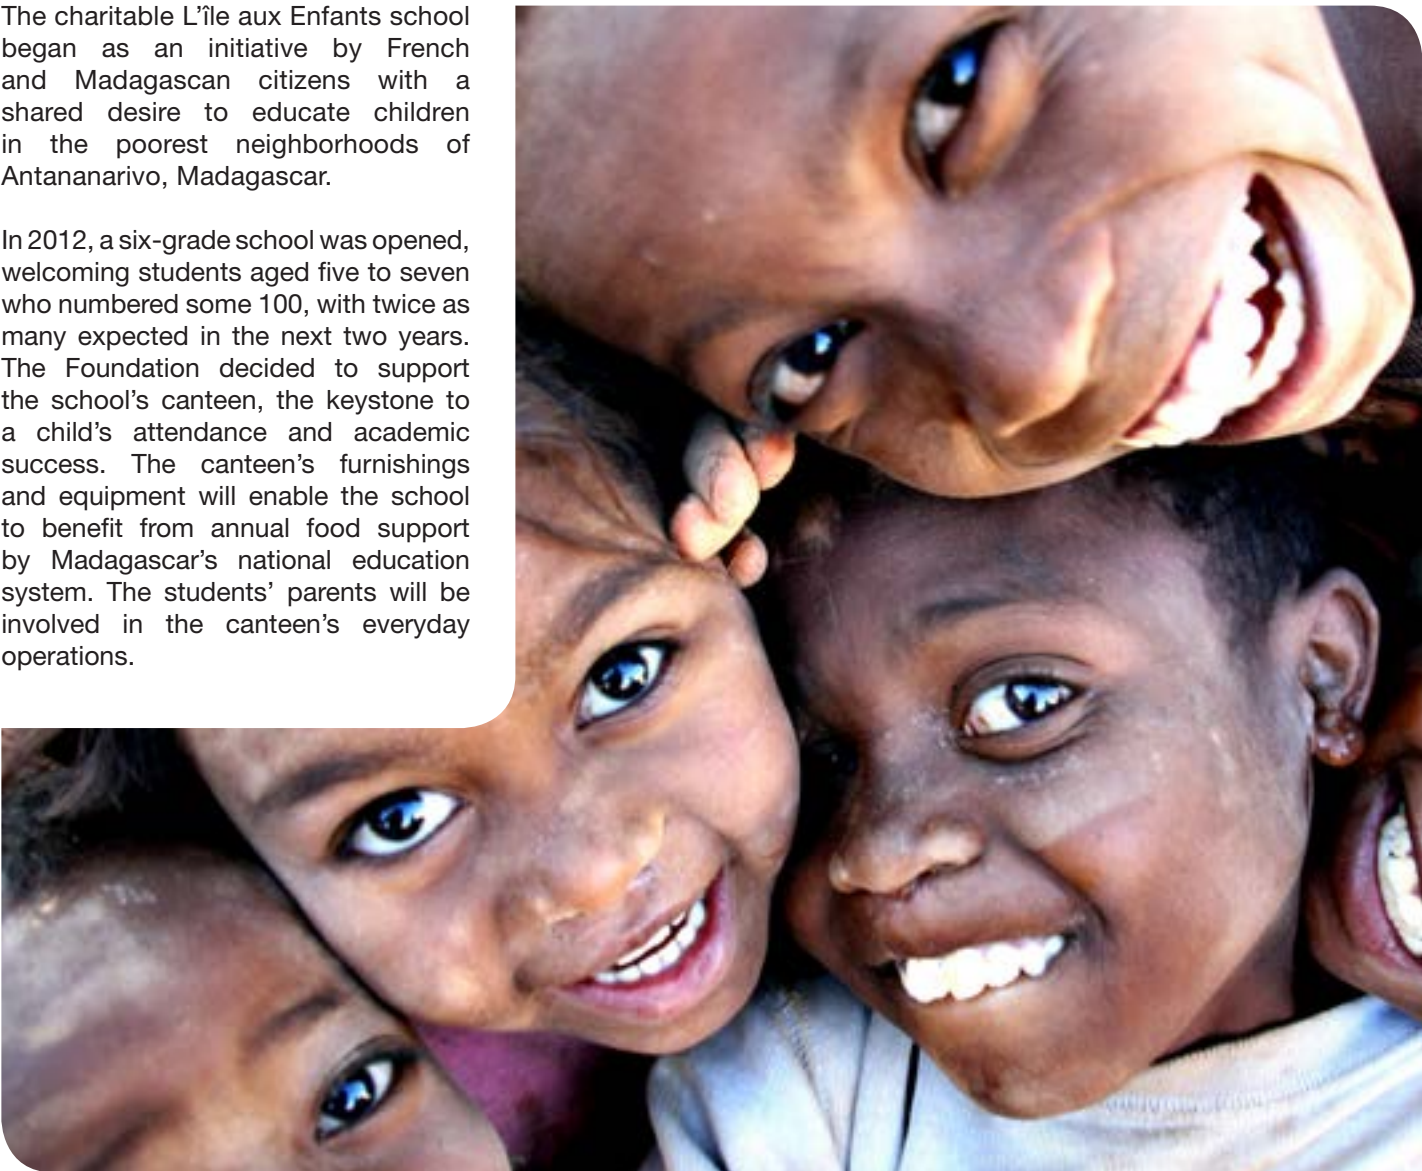 The charitable L’île aux Enfants school
began as an initiative by French
and Madagascan citizens with a
shared desire to educate children
in the poorest neighborhoods of
Antananarivo, Madagascar.
In 2012, a six-grade school was opened,
welcoming students aged five to seven
who numbered some 100, with twice as
many expected in the next two years.
The Foundation decided to support
the school’s canteen, the keystone to
a child’s attendance and academic
success. The canteen’s furnishings
and equipment will enable the school
to benefit from annual food support
by Madagascar’s national education
system. The students’ parents will be
involved in the canteen’s everyday
operations.